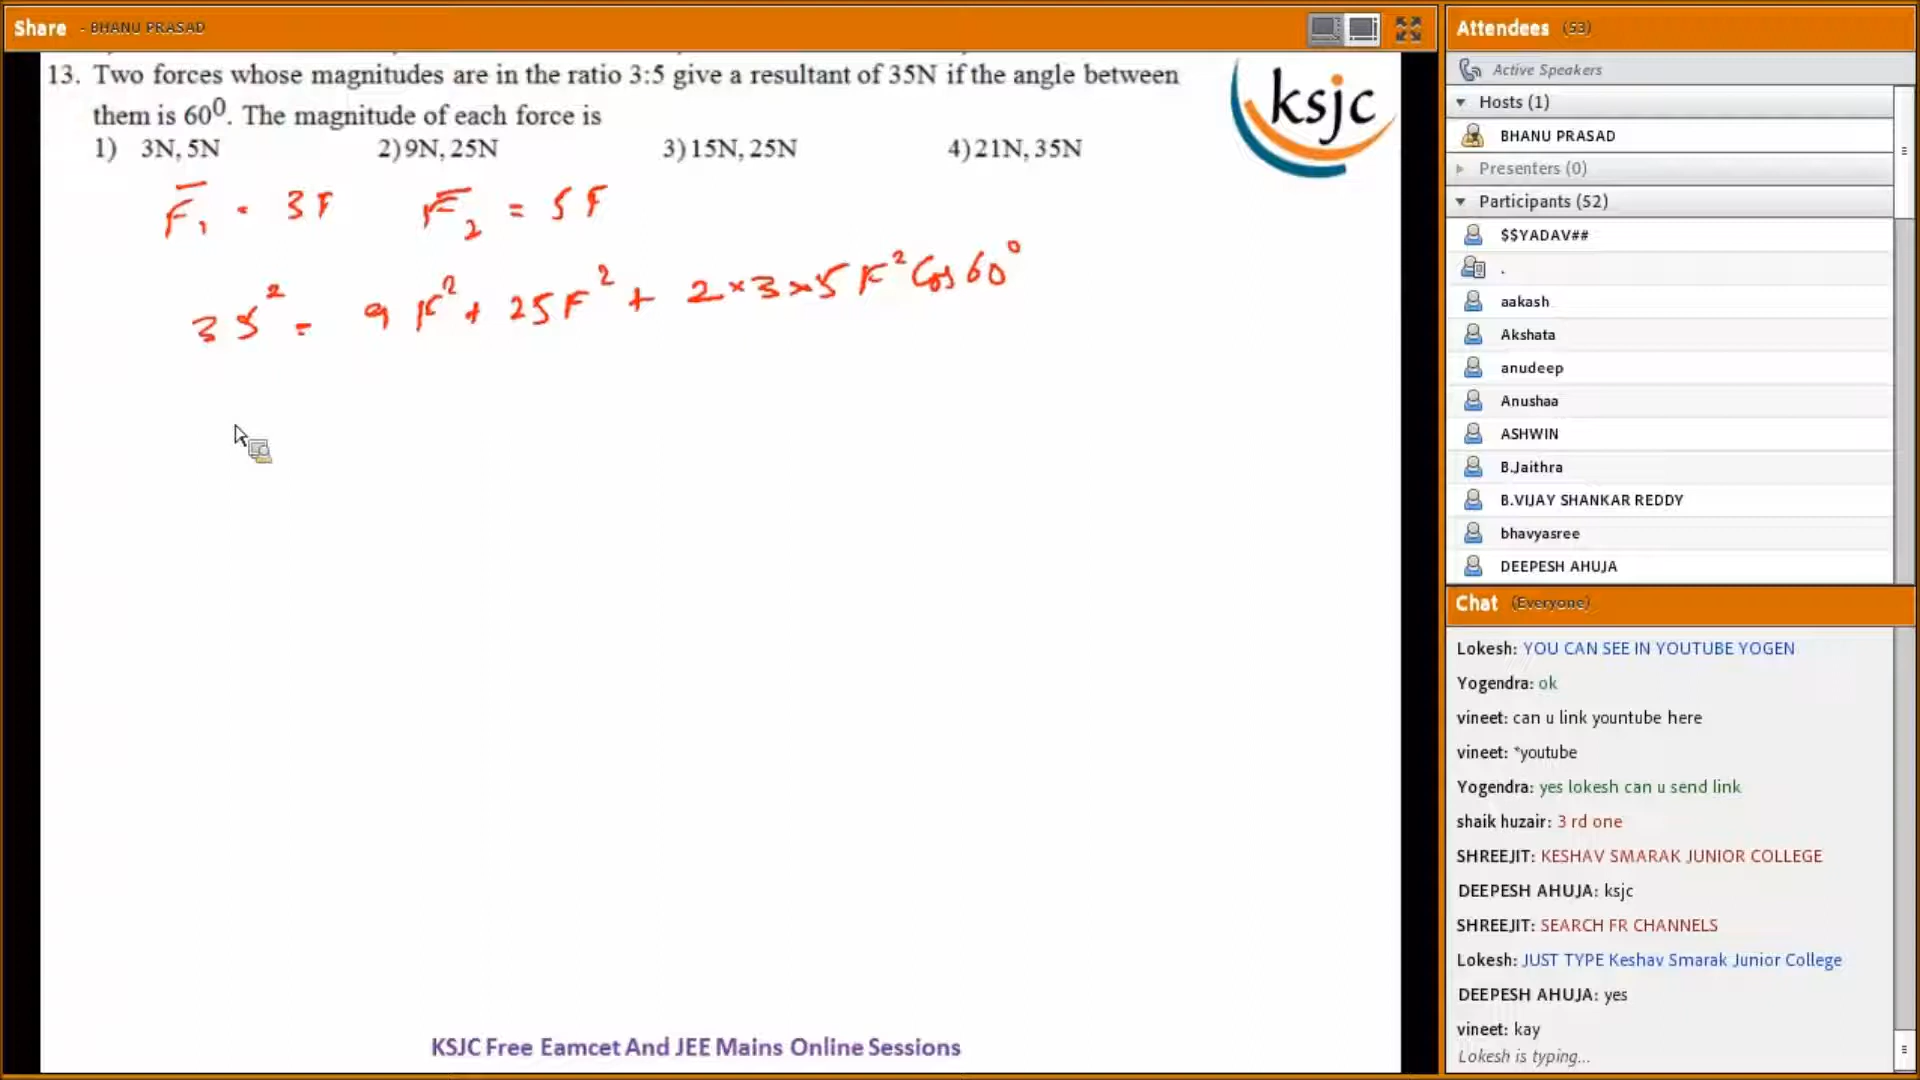 Share - BHANU PRASAD
13. Two forces whose magnitudes are in the ratio 3:5 give a resultant of 35N if the angle between
them is 60⁰. The magnitude of each force is
1) 3N, 5N 2)9N, 25N 3)15N, 25N 4)21N, 35N
ksjc
F̅₁ = 3F F̅₂ = 5F
35² = 9F² + 25F² + 2×3×5F² Cos60°
KSJC Free Eamcet And JEE Mains Online Sessions
Attendees (53)
Active Speakers
Hosts (1)
BHANU PRASAD
Presenters (0)
Participants (52)
$$YADAV##
.
aakash
Akshata
anudeep
Anushaa
ASHWIN
B.Jaithra
B.VIJAY SHANKAR REDDY
bhavyasree
DEEPESH AHUJA
Chat (Everyone)
Lokesh: YOU CAN SEE IN YOUTUBE YOGEN
Yogendra: ok
vineet: can u link yountube here
vineet: *youtube
Yogendra: yes lokesh can u send link
shaik huzair: 3 rd one
SHREEJIT: KESHAV SMARAK JUNIOR COLLEGE
DEEPESH AHUJA: ksjc
SHREEJIT: SEARCH FR CHANNELS
Lokesh: JUST TYPE Keshav Smarak Junior College
DEEPESH AHUJA: yes
vineet: kay
Lokesh is typing...